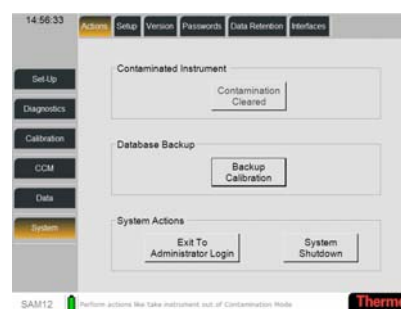 14:56:33
Actions Setup Version Passwords Data Retention Interfaces
Contaminated Instrument
Contamination
Cleared
Set-Up
Diagnostics
Calibration
CCM
Data
System
Database Backup
Backup
Calibration
System Actions
Exit To
Administrator Login
System
Shutdown
SAM12 Perform actions like take instrument out of Contamination Mode
Thermo